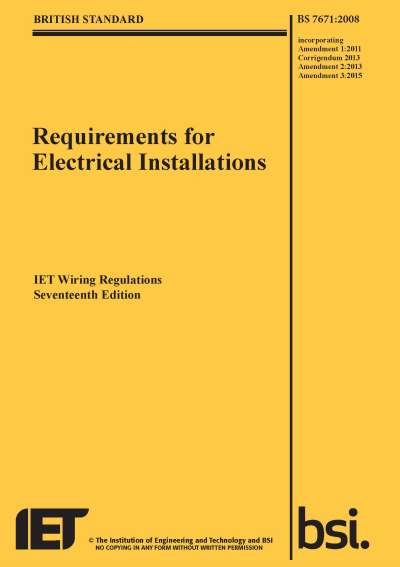 BRITISH STANDARD
BS 7671:2008
incorporating
Amendment 1:2011
Corrigendum 2013
Amendment 2:2013
Amendment 3:2015
Requirements for
Electrical Installations
IET Wiring Regulations
Seventeenth Edition
IET
© The Institution of Engineering and Technology and BSI
NO COPYING IN ANY FORM WITHOUT WRITTEN PERMISSION
bsi.